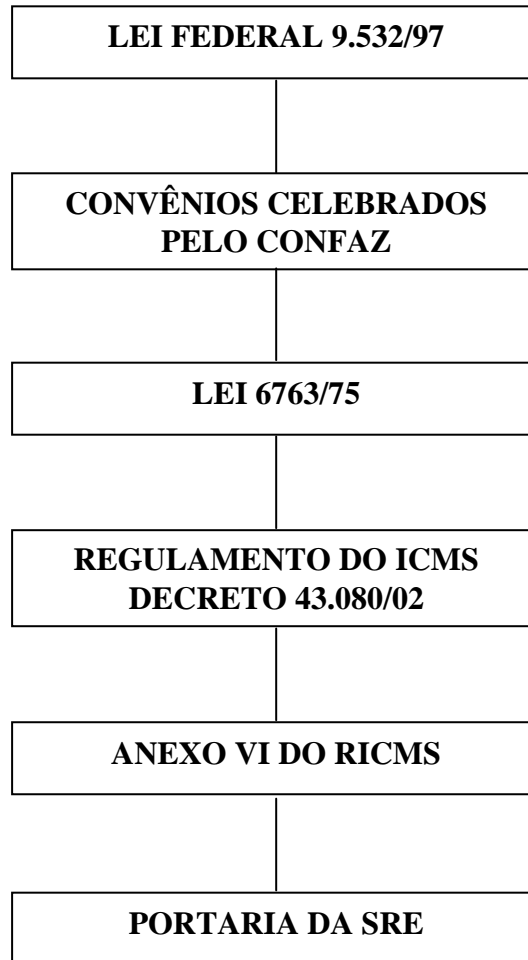 LEI FEDERAL 9.532/97
CONVÊNIOS CELEBRADOS
PELO CONFAZ
LEI 6763/75
REGULAMENTO DO ICMS
DECRETO 43.080/02
ANEXO VI DO RICMS
PORTARIA DA SRE